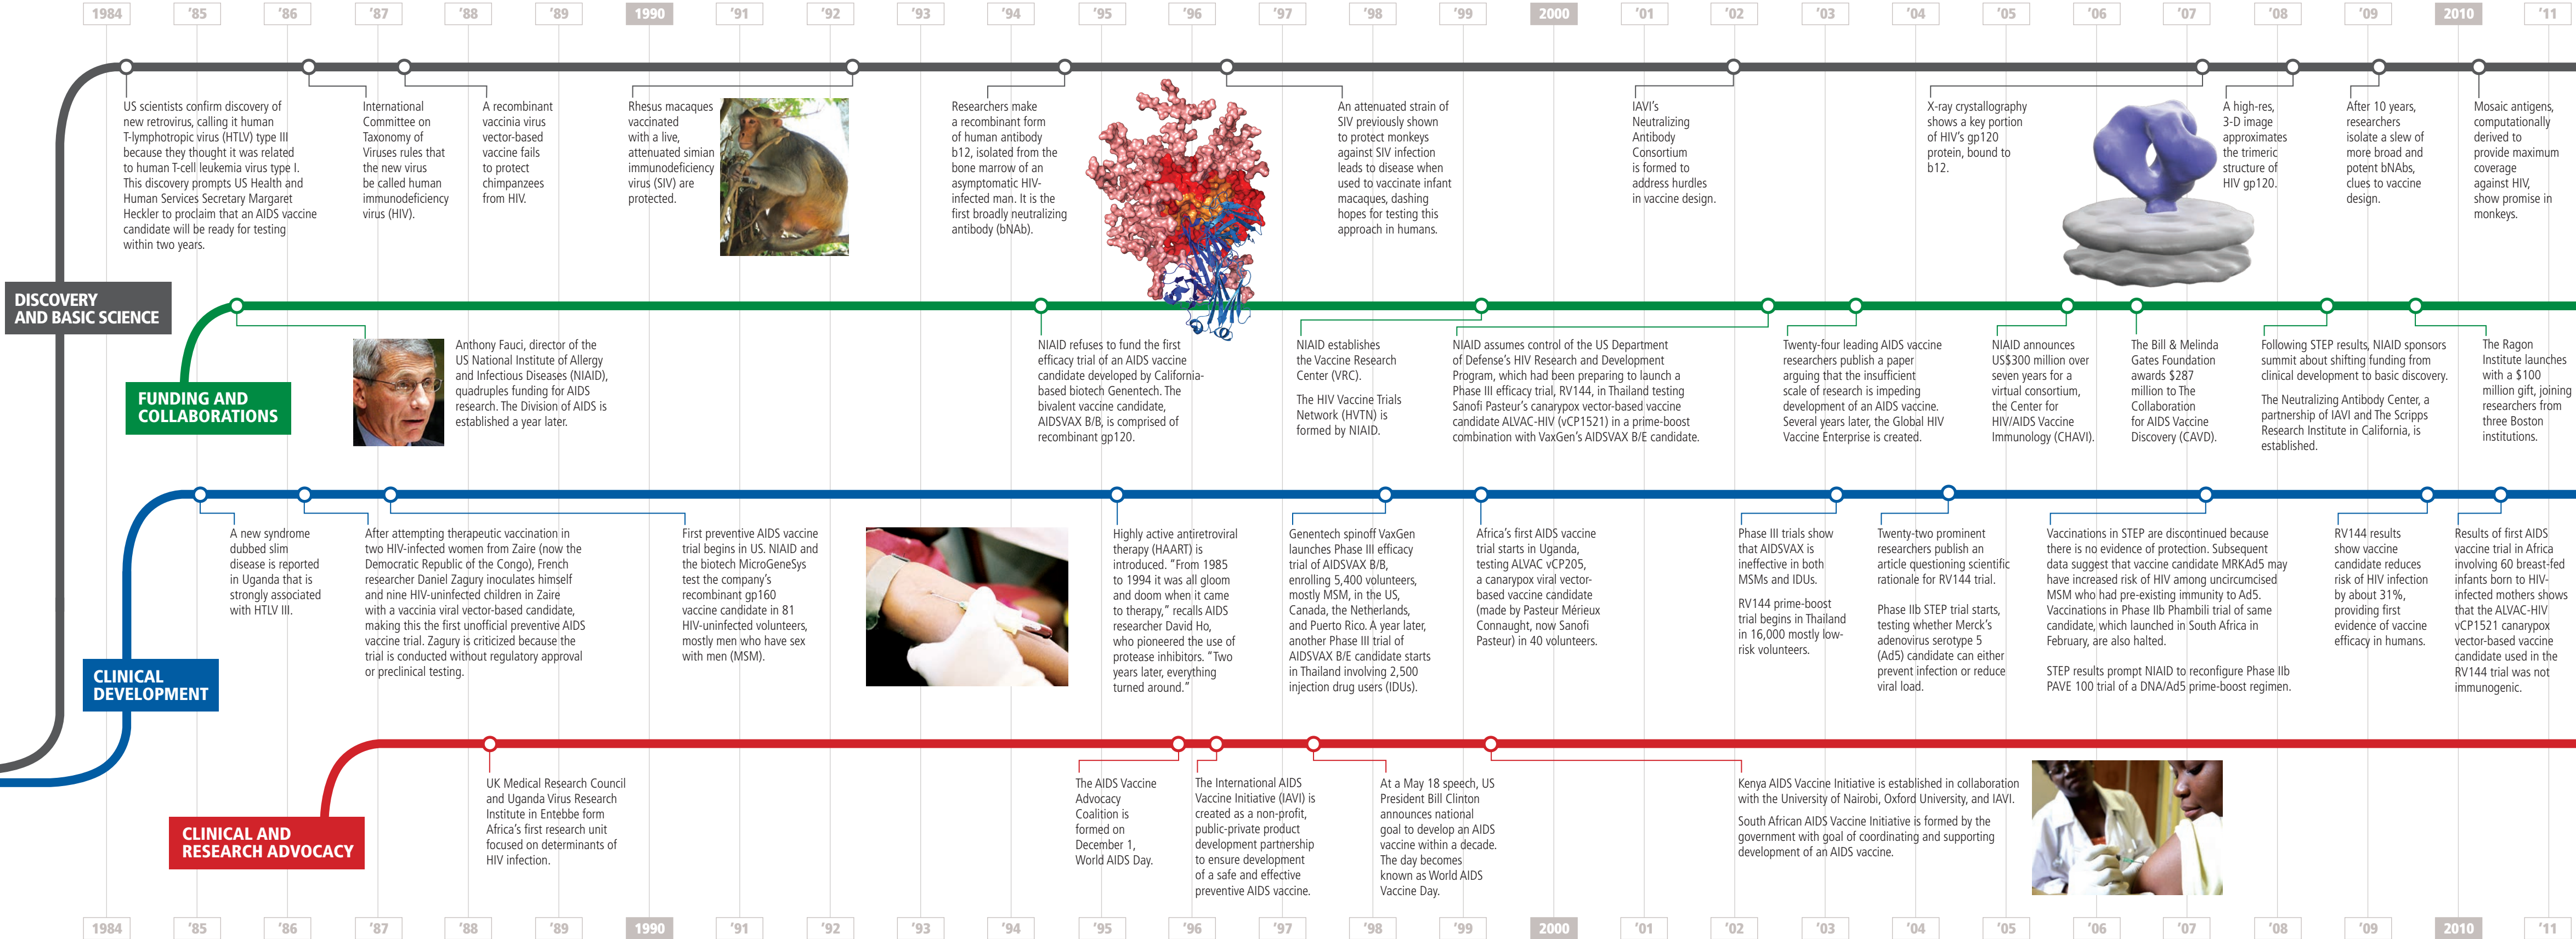 1984 '85 '86 '87 '88 '89 1990 '91 '92 '93 '94 '95 '96 '97 '98 '99 2000 '01 '02 '03 '04 '05 '06 '07 '08 '09 2010 '11
DISCOVERY
AND BASIC SCIENCE
US scientists confirm discovery of
new retrovirus, calling it human
T-lymphotropic virus (HTLV) type III
because they thought it was related
to human T-cell leukemia virus type I.
This discovery prompts US Health and
Human Services Secretary Margaret
Heckler to proclaim that an AIDS vaccine
candidate will be ready for testing
within two years.
International
Committee on
Taxonomy of
Viruses rules that
the new virus
be called human
immunodeficiency
virus (HIV).
A recombinant
vaccinia virus
vector-based
vaccine fails
to protect
chimpanzees
from HIV.
Rhesus macaques
vaccinated
with a live,
attenuated simian
immunodeficiency
virus (SIV) are
protected.
Researchers make
a recombinant form
of human antibody
b12, isolated from the
bone marrow of an
asymptomatic HIV-
infected man. It is the
first broadly neutralizing
antibody (bNAb).
An attenuated strain of
SIV previously shown
to protect monkeys
against SIV infection
leads to disease when
used to vaccinate infant
macaques, dashing
hopes for testing this
approach in humans.
IAVI's
Neutralizing
Antibody
Consortium
is formed to
address hurdles
in vaccine design.
X-ray crystallography
shows a key portion
of HIV's gp120
protein, bound to
b12.
A high-res,
3-D image
approximates
the trimeric
structure of
HIV gp120.
After 10 years,
researchers
isolate a slew of
more broad and
potent bNAbs,
clues to vaccine
design.
Mosaic antigens,
computationally
derived to
provide maximum
coverage
against HIV,
show promise in
monkeys.
FUNDING AND
COLLABORATIONS
Anthony Fauci, director of the
US National Institute of Allergy
and Infectious Diseases (NIAID),
quadruples funding for AIDS
research. The Division of AIDS is
established a year later.
NIAID refuses to fund the first
efficacy trial of an AIDS vaccine
candidate developed by California-
based biotech Genentech. The
bivalent vaccine candidate,
AIDSVAX B/B, is comprised of
recombinant gp120.
NIAID establishes
the Vaccine Research
Center (VRC).
The HIV Vaccine Trials
Network (HVTN) is
formed by NIAID.
NIAID assumes control of the US Department
of Defense's HIV Research and Development
Program, which had been preparing to launch a
Phase III efficacy trial, RV144, in Thailand testing
Sanofi Pasteur's canarypox vector-based vaccine
candidate ALVAC-HIV (vCP1521) in a prime-boost
combination with VaxGen's AIDSVAX B/E candidate.
Twenty-four leading AIDS vaccine
researchers publish a paper
arguing that the insufficient
scale of research is impeding
development of an AIDS vaccine.
Several years later, the Global HIV
Vaccine Enterprise is created.
NIAID announces
US$300 million over
seven years for a
virtual consortium,
the Center for
HIV/AIDS Vaccine
Immunology (CHAVI).
The Bill & Melinda
Gates Foundation
awards $287
million to The
Collaboration
for AIDS Vaccine
Discovery (CAVD).
Following STEP results, NIAID sponsors
summit about shifting funding from
clinical development to basic discovery.
The Neutralizing Antibody Center, a
partnership of IAVI and The Scripps
Research Institute in California, is
established.
The Ragon
Institute launches
with a $100
million gift, joining
researchers from
three Boston
institutions.
CLINICAL
DEVELOPMENT
A new syndrome
dubbed slim
disease is reported
in Uganda that is
strongly associated
with HTLV III.
After attempting therapeutic vaccination in
two HIV-infected women from Zaire (now the
Democratic Republic of the Congo), French
researcher Daniel Zagury inoculates himself
and nine HIV-uninfected children in Zaire
with a vaccinia viral vector-based candidate,
making this the first unofficial preventive AIDS
vaccine trial. Zagury is criticized because the
trial is conducted without regulatory approval
or preclinical testing.
First preventive AIDS vaccine
trial begins in US. NIAID and
the biotech MicroGeneSys
test the company's
recombinant gp160
vaccine candidate in 81
HIV-uninfected volunteers,
mostly men who have sex
with men (MSM).
Highly active antiretroviral
therapy (HAART) is
introduced. "From 1985
to 1994 it was all gloom
and doom when it came
to therapy," recalls AIDS
researcher David Ho,
who pioneered the use of
protease inhibitors. "Two
years later, everything
turned around."
Genentech spinoff VaxGen
launches Phase III efficacy
trial of AIDSVAX B/B,
enrolling 5,400 volunteers,
mostly MSM, in the US,
Canada, the Netherlands,
and Puerto Rico. A year later,
another Phase III trial of
AIDSVAX B/E candidate starts
in Thailand involving 2,500
injection drug users (IDUs).
Africa's first AIDS vaccine
trial starts in Uganda,
testing ALVAC vCP205,
a canarypox viral vector-
based vaccine candidate
(made by Pasteur Mérieux
Connaught, now Sanofi
Pasteur) in 40 volunteers.
Phase III trials show
that AIDSVAX is
ineffective in both
MSMs and IDUs.
RV144 prime-boost
trial begins in Thailand
in 16,000 mostly low-
risk volunteers.
Twenty-two prominent
researchers publish an
article questioning scientific
rationale for RV144 trial.
Phase IIb STEP trial starts,
testing whether Merck's
adenovirus serotype 5
(Ad5) candidate can either
prevent infection or reduce
viral load.
Vaccinations in STEP are discontinued because
there is no evidence of protection. Subsequent
data suggest that vaccine candidate MRKAd5 may
have increased risk of HIV among uncircumcised
MSM who had pre-existing immunity to Ad5.
Vaccinations in Phase IIb Phambili trial of same
candidate, which launched in South Africa in
February, are also halted.
STEP results prompt NIAID to reconfigure Phase IIb
PAVE 100 trial of a DNA/Ad5 prime-boost regimen.
RV144 results
show vaccine
candidate reduces
risk of HIV infection
by about 31%,
providing first
evidence of vaccine
efficacy in humans.
Results of first AIDS
vaccine trial in Africa
involving 60 breast-fed
infants born to HIV-
infected mothers shows
that the ALVAC-HIV
vCP1521 canarypox
vector-based vaccine
candidate used in the
RV144 trial was not
immunogenic.
CLINICAL AND
RESEARCH ADVOCACY
UK Medical Research Council
and Uganda Virus Research
Institute in Entebbe form
Africa's first research unit
focused on determinants of
HIV infection.
The AIDS Vaccine
Advocacy
Coalition is
formed on
December 1,
World AIDS Day.
The International AIDS
Vaccine Initiative (IAVI) is
created as a non-profit,
public-private product
development partnership
to ensure development
of a safe and effective
preventive AIDS vaccine.
At a May 18 speech, US
President Bill Clinton
announces national
goal to develop an AIDS
vaccine within a decade.
The day becomes
known as World AIDS
Vaccine Day.
Kenya AIDS Vaccine Initiative is established in collaboration
with the University of Nairobi, Oxford University, and IAVI.
South African AIDS Vaccine Initiative is formed by the
government with goal of coordinating and supporting
development of an AIDS vaccine.
1984 '85 '86 '87 '88 '89 1990 '91 '92 '93 '94 '95 '96 '97 '98 '99 2000 '01 '02 '03 '04 '05 '06 '07 '08 '09 2010 '11